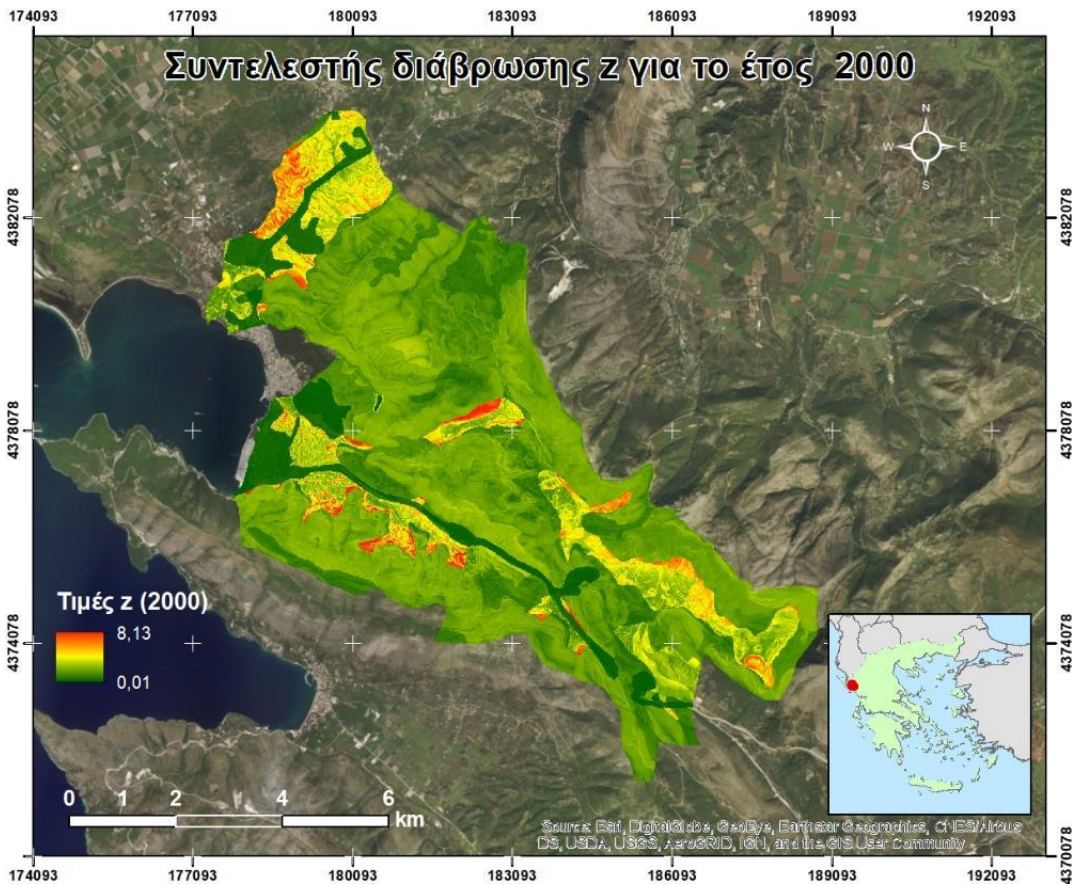 174093 177093 180093 183093 186093 189093 192093
Συντελεστής διάβρωσης z για το έτος 2000
N
W E
S
4382078 4382078
4378078 4378078
4374078 4374078
4370078
Τιμές z (2000)
8,13
0,01
0 1 2 4 6
km
Source: Esri, DigitalGlobe, GeoEye, Earthstar Geographics, CNES/Airbus
DS, USDA, USGS, AeroGRID, IGN, and the GIS User Community
174093 177093 180093 183093 186093 189093 192093